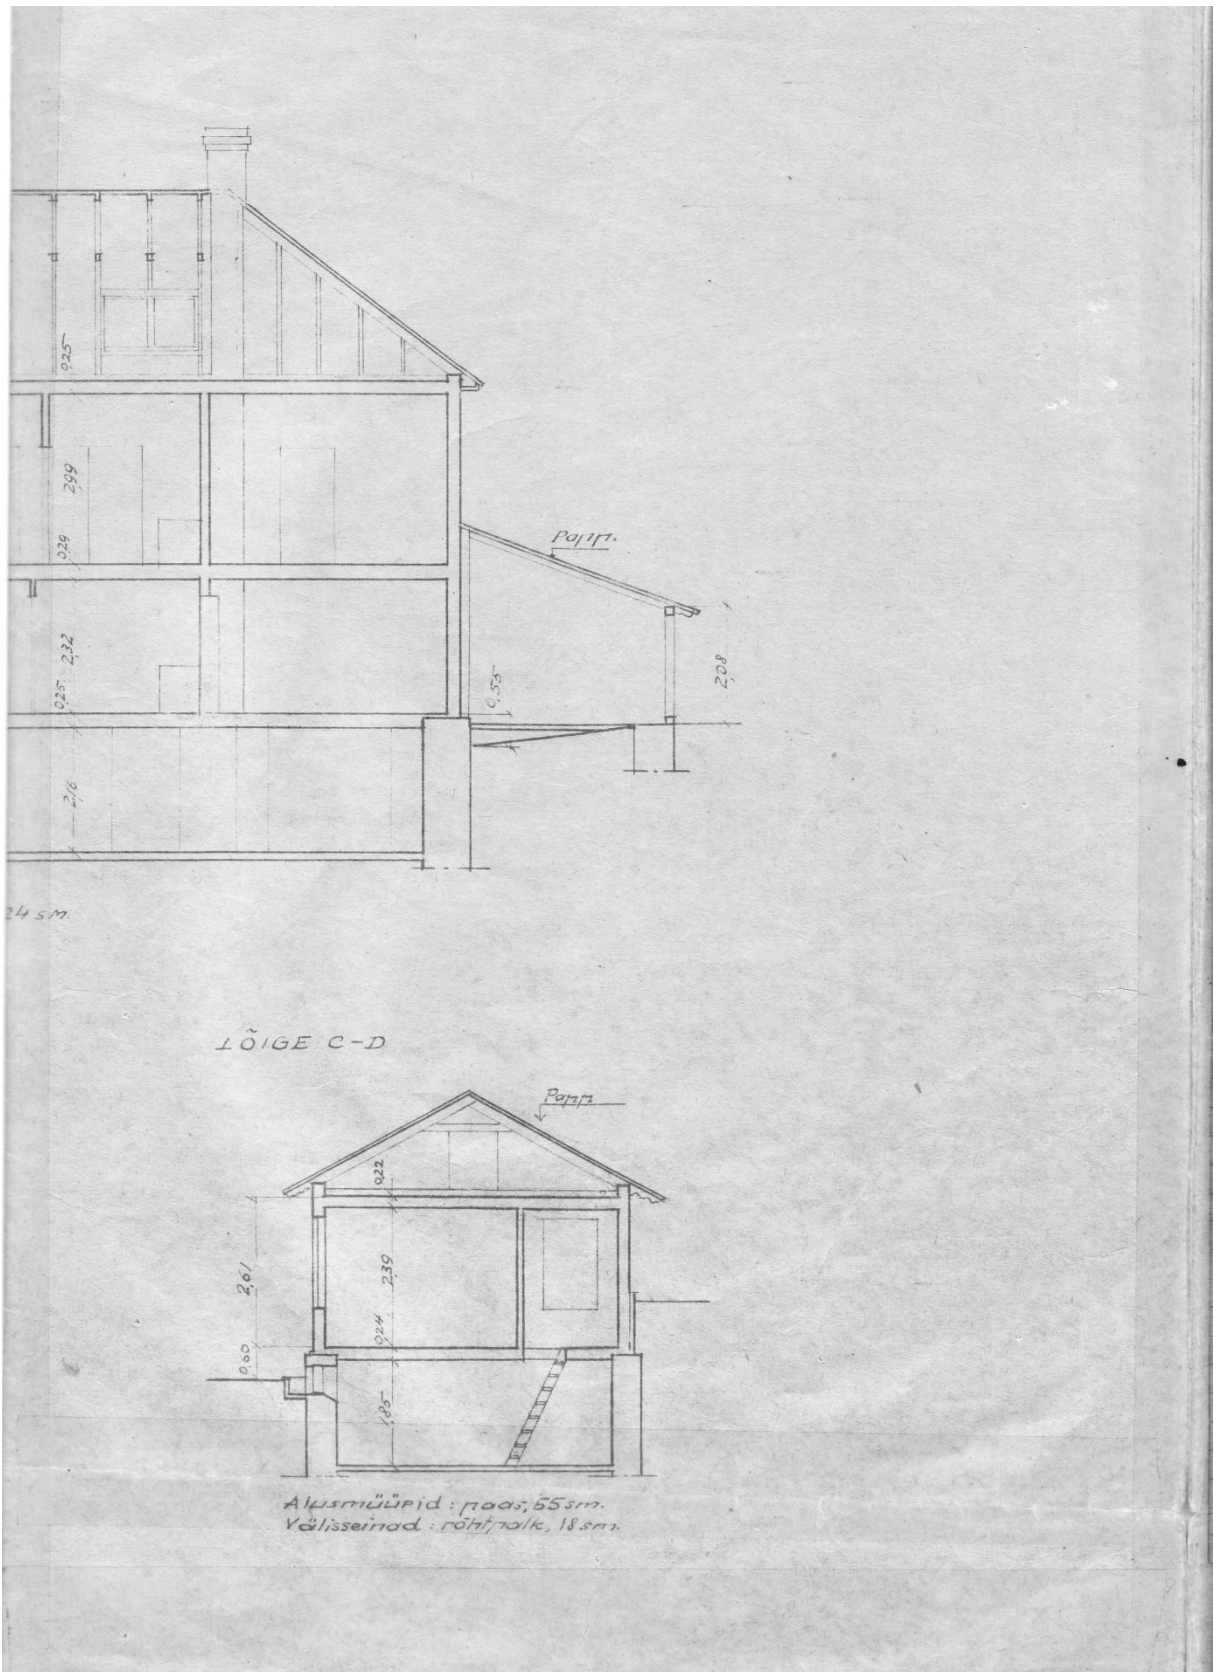 0,25
2,99
0,29
2,32
0,25
2,16
Papp.
0,55
2,08
24 sm.
LÕIGE C-D
Papp
0,22
2,61
2,39
0,24
0,60
1,85
Alusmüürid : paas, 55 sm.
Välisseinad : rõhtpalk, 18 sm.